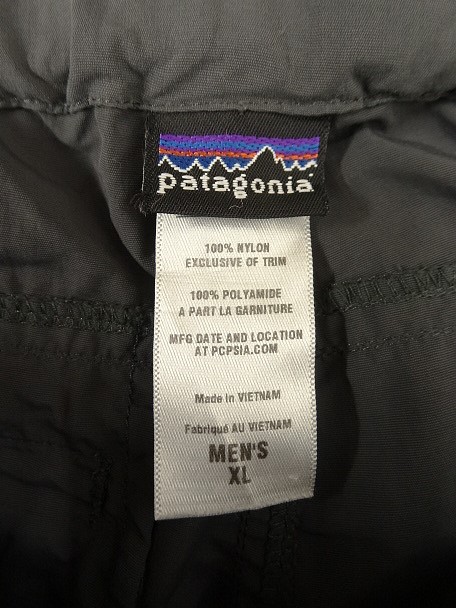 patagonia
100% NYLON
EXCLUSIVE OF TRIM
100% POLYAMIDE
A PART LA GARNITURE
MFG DATE AND LOCATION
AT PCPSIA.COM
Made in VIETNAM
Fabriqué AU VIETNAM
MEN'S
XL